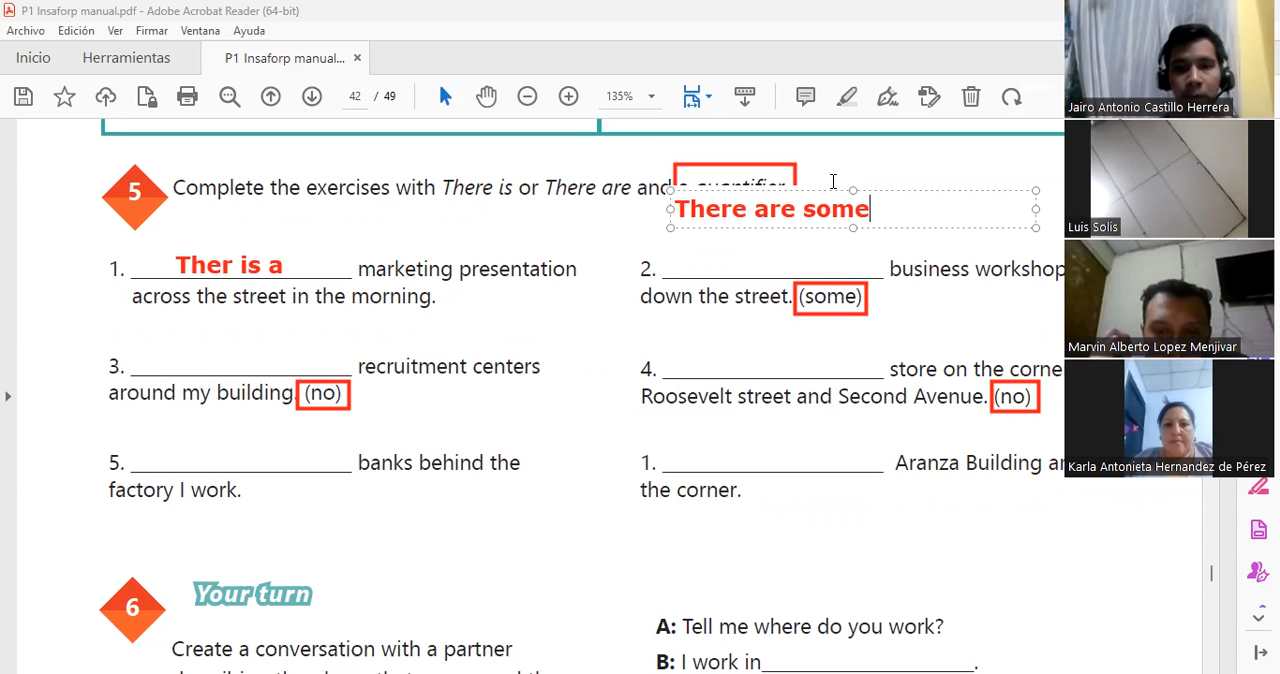 P1 Insaforp manual.pdf - Adobe Acrobat Reader (64-bit)
Archivo Edición Ver Firmar Ventana Ayuda
Inicio Herramientas P1 Insaforp manual... ×
42 / 49 135%
5 Complete the exercises with There is or There are and a quantifier
There are some
1. Ther is a marketing presentation
across the street in the morning.
2. ____________________ business workshop
down the street. (some)
3. ____________________ recruitment centers
around my building. (no)
4. ____________________ store on the corne
Roosevelt street and Second Avenue. (no)
5. ____________________ banks behind the
factory I work.
1. ____________________ Aranza Building
the corner.
6 Your turn
Create a conversation with a partner
A: Tell me where do you work?
B: I work in____________________.
Jairo Antonio Castillo Herrera
Luis Solis
Marvin Alberto Lopez Menjivar
Karla Antonieta Hernandez de Pérez